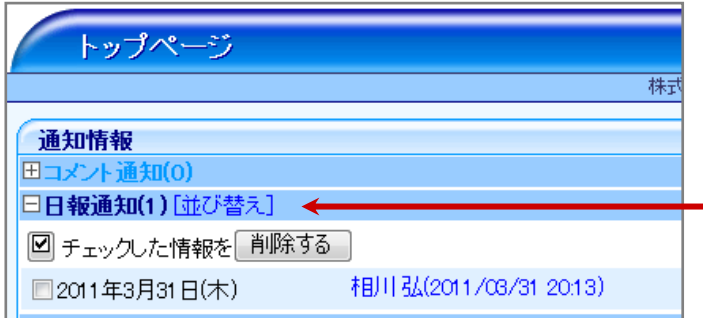 トップページ
株式
通知情報
コメント通知(0)
日報通知(1) [並び替え]
チェックした情報を 削除する
2011年3月31日(木) 相川 弘(2011/03/31 20:13)